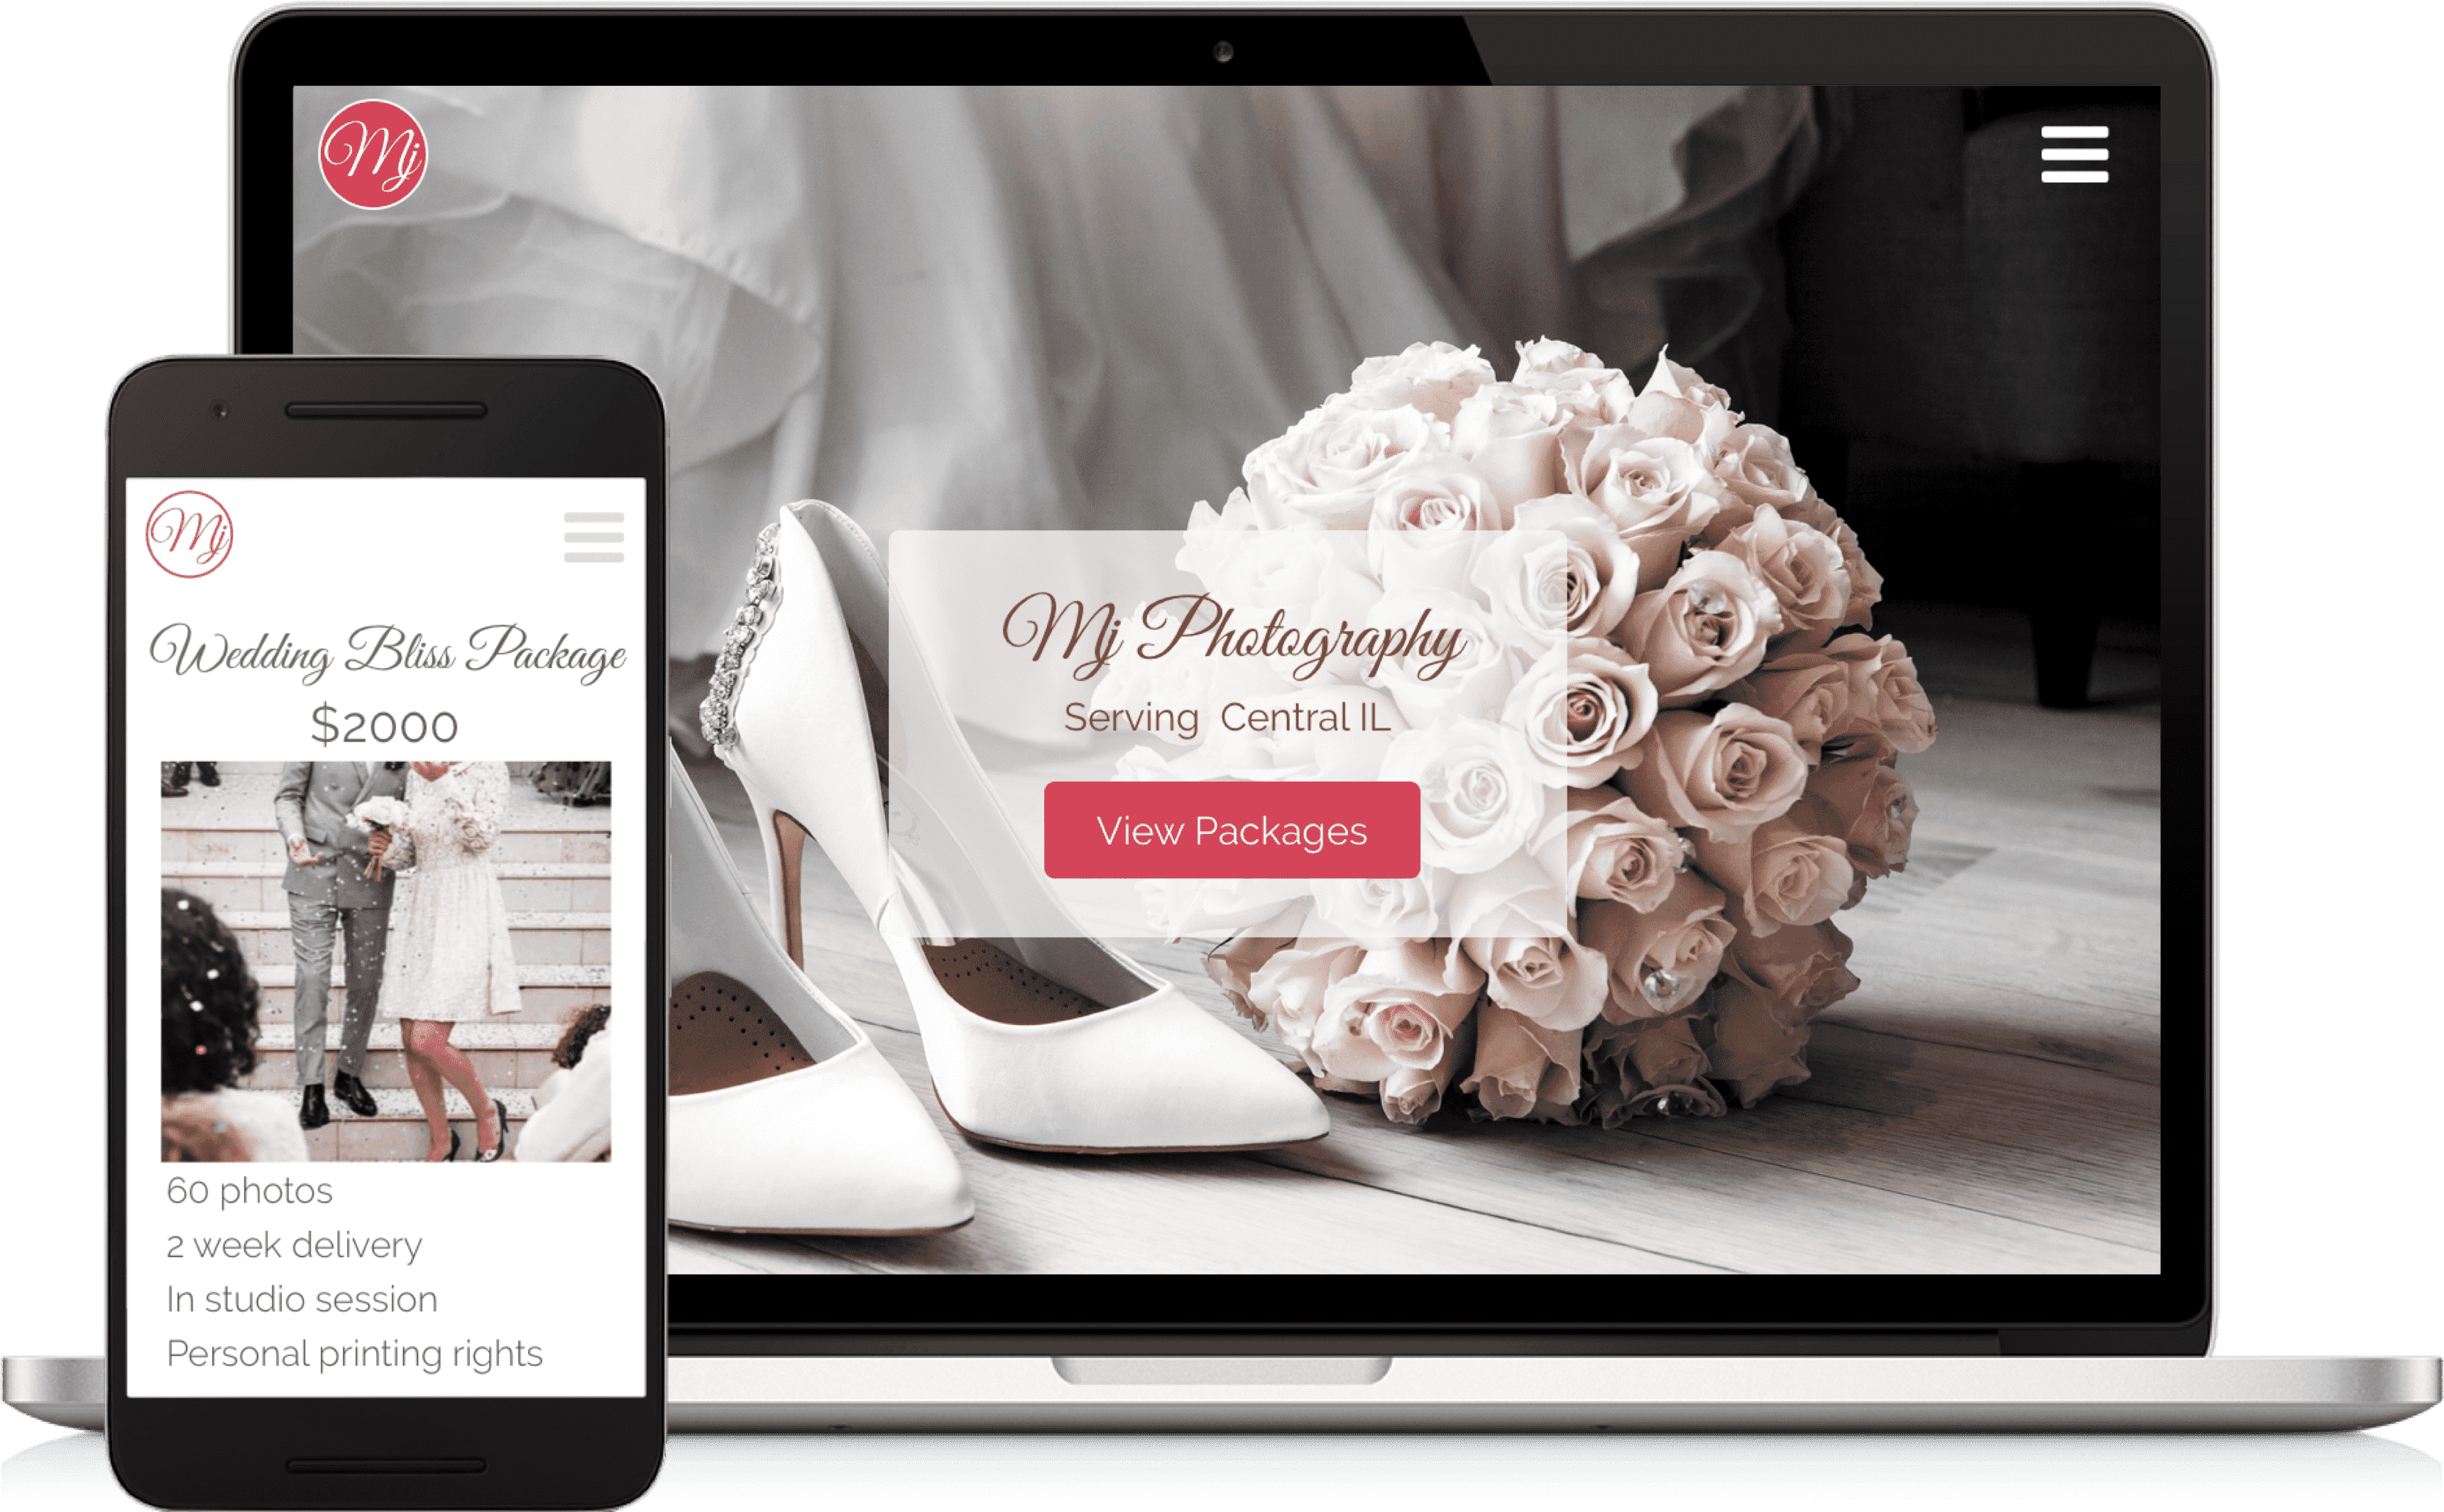 Mj
Mj Photography
Serving Central IL
View Packages
Mj
Wedding Bliss Package
$2000
60 photos
2 week delivery
In studio session
Personal printing rights